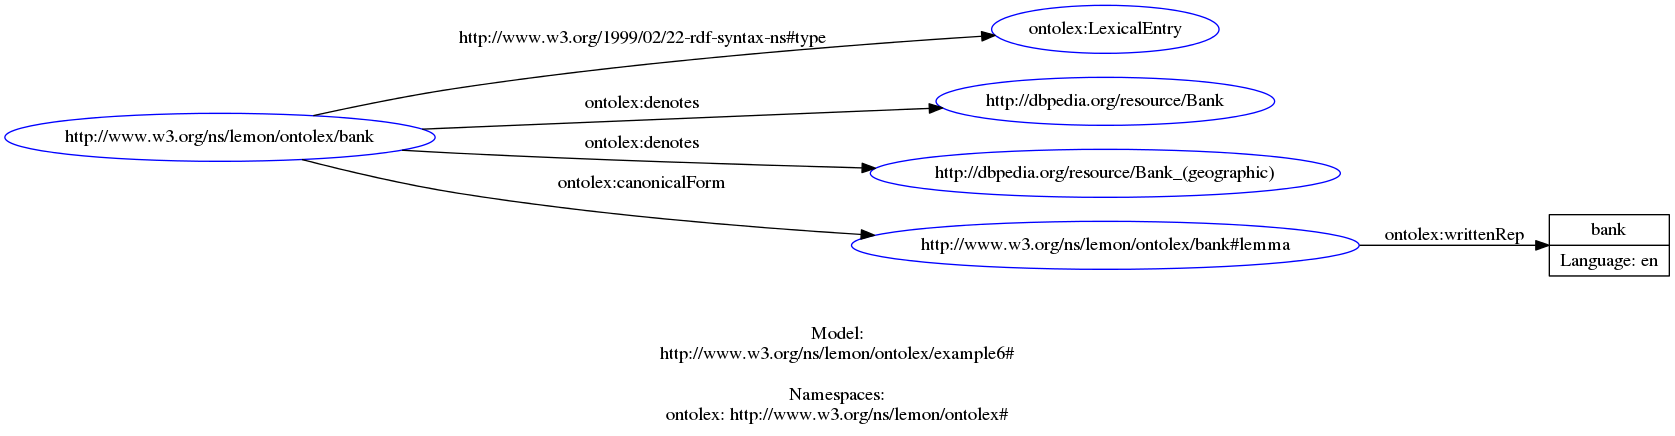 http://www.w3.org/1999/02/22-rdf-syntax-ns#type
ontolex:LexicalEntry
ontolex:denotes
http://dbpedia.org/resource/Bank
http://www.w3.org/ns/lemon/ontolex/bank
ontolex:denotes
http://dbpedia.org/resource/Bank_(geographic)
ontolex:canonicalForm
http://www.w3.org/ns/lemon/ontolex/bank#lemma
ontolex:writtenRep
bank
Language: en
Model:
http://www.w3.org/ns/lemon/ontolex/example6#
Namespaces:
ontolex: http://www.w3.org/ns/lemon/ontolex#